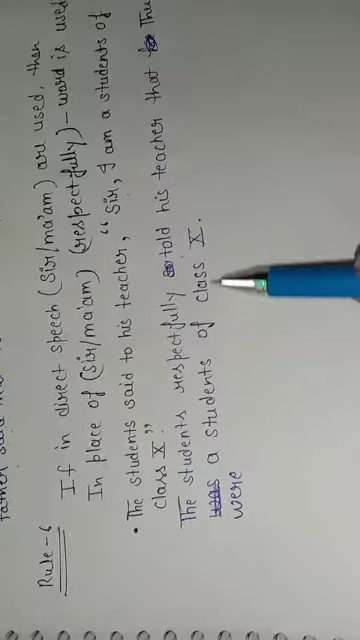 Rule-6
If in direct speech (Sir/ma'am) are used, then
In place of (Sir/ma'am) (respectfully) - word is used
• The students said to his teacher, "Sir, I am a students of
class X".
The students respectfully told his teacher that
a students of class X.
were